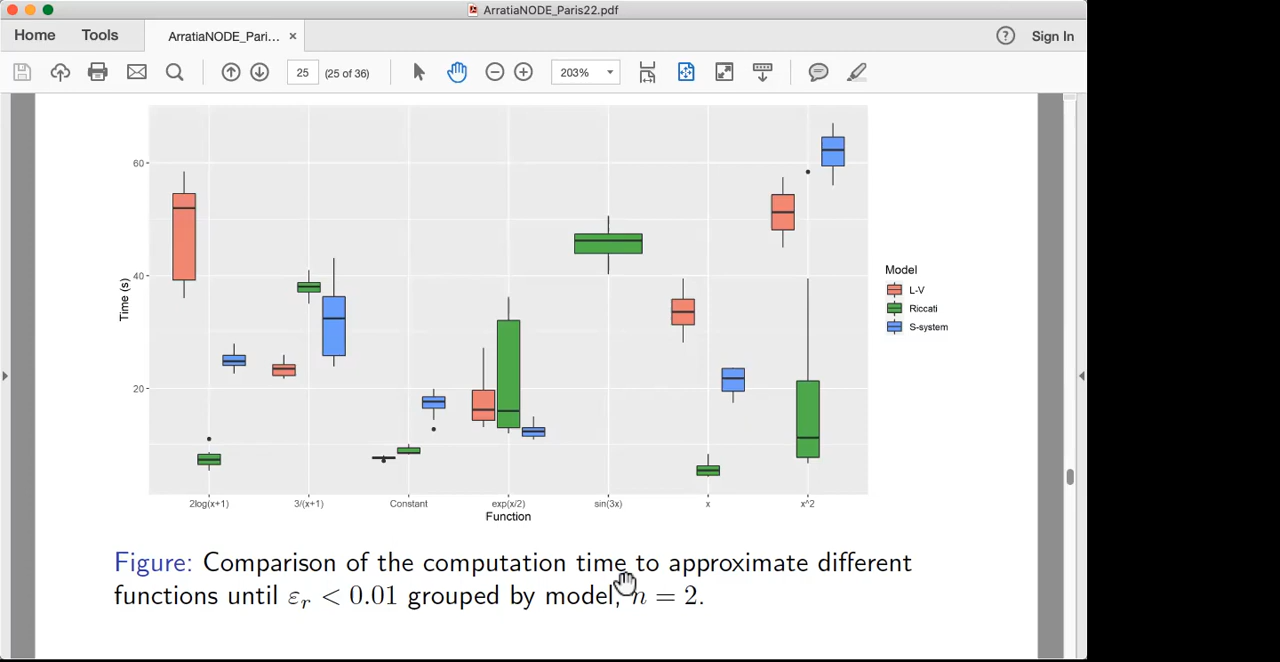 ArratiaNODE_Paris22.pdf
Home Tools ArratiaNODE_Pari... × ? Sign In
25 (25 of 36) 203%
60
40
20
Time (s)
2log(x+1) 3/(x+1) Constant exp(x/2) sin(3x) x x^2
Function
Model
L-V
Riccati
S-system
Figure: Comparison of the computation time to approximate different
functions until εr < 0.01 grouped by model, n = 2.